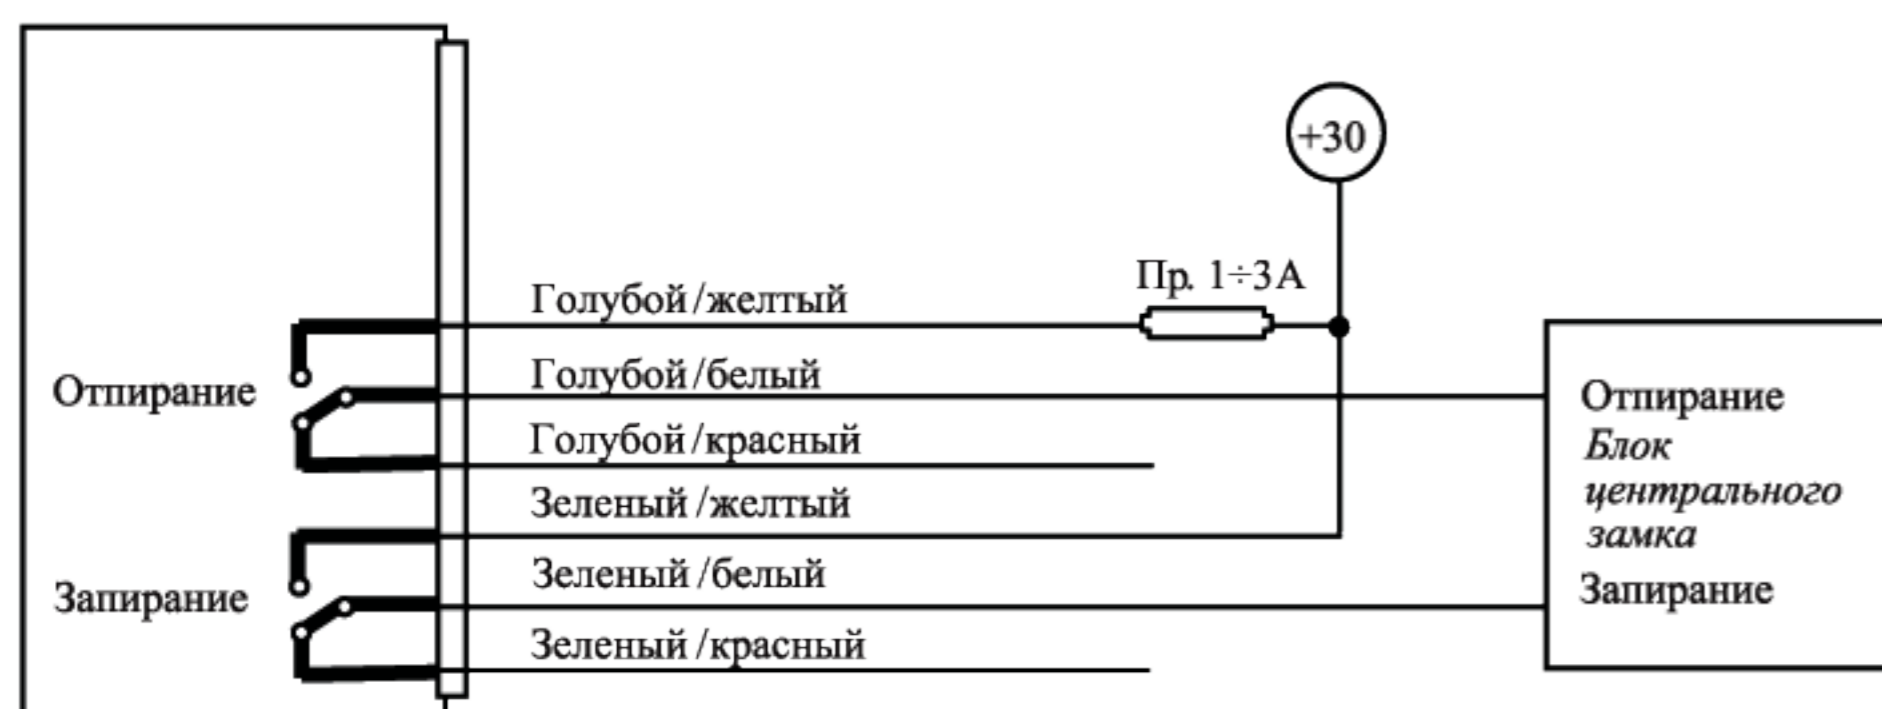 +30
Пр. 1÷3А
Голубой/желтый
Голубой/белый
Голубой/красный
Зеленый/желтый
Зеленый/белый
Зеленый/красный
Отпирание
Запирание
Отпирание
Блок
центрального
замка
Запирание